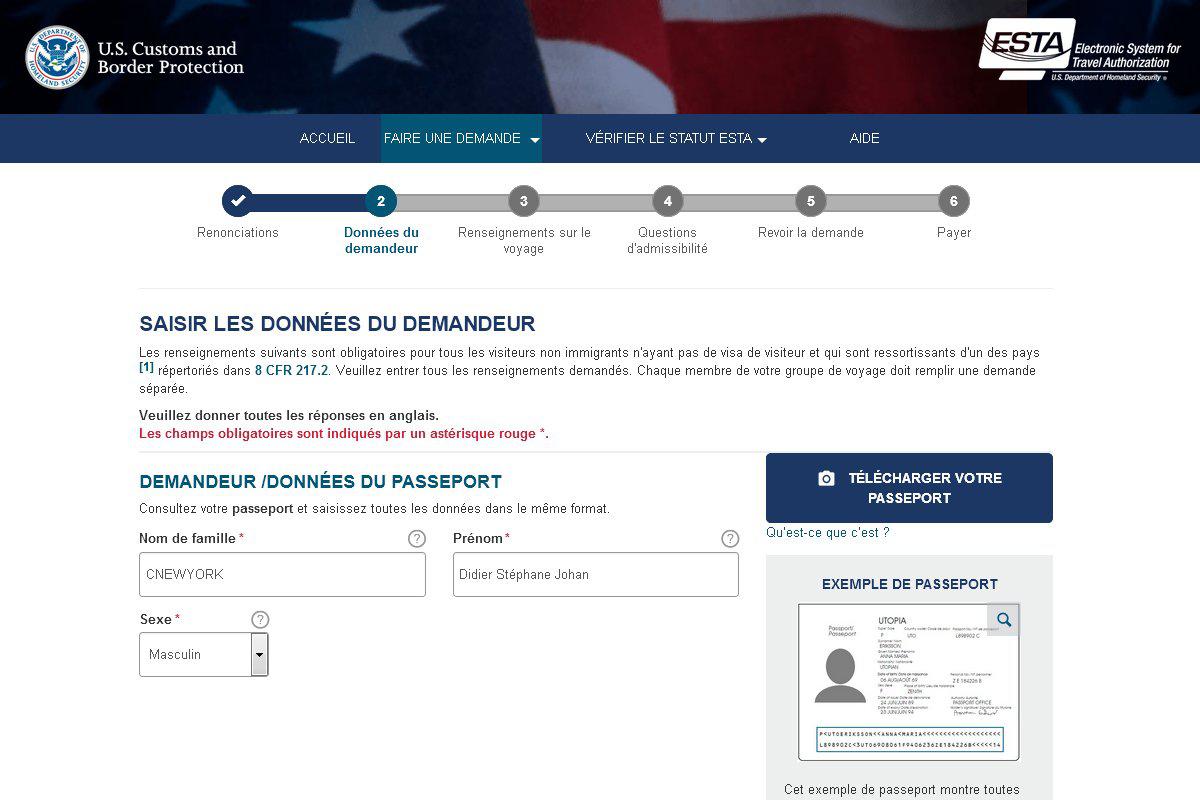 U.S. Customs and
Border Protection
ESTA
Electronic System for
Travel Authorization
U.S. Department of Homeland Security
ACCUEIL
FAIRE UNE DEMANDE
VÉRIFIER LE STATUT ESTA
AIDE
2
3
4
5
6
Renonciations
Données du
demandeur
Renseignements sur le
voyage
Questions
d'admissibilité
Revoir la demande
Payer
SAISIR LES DONNÉES DU DEMANDEUR
Les renseignements suivants sont obligatoires pour tous les visiteurs non immigrants n'ayant pas de visa de visiteur et qui sont ressortissants d'un des pays
[1] répertoriés dans 8 CFR 217.2. Veuillez entrer tous les renseignements demandés. Chaque membre de votre groupe de voyage doit remplir une demande
séparée.
Veuillez donner toutes les réponses en anglais.
Les champs obligatoires sont indiqués par un astérisque rouge *.
DEMANDEUR /DONNÉES DU PASSEPORT
Consultez votre passeport et saisissez toutes les données dans le même format.
Nom de famille * ?
Prénom * ?
CNEWYORK
Didier Stéphane Johan
Sexe * ?
Masculin
TÉLÉCHARGER VOTRE
PASSEPORT
Qu'est-ce que c'est ?
EXEMPLE DE PASSEPORT
Passport/
Passeport
UTOPIA
P UTO L898902 C
ERIKSSON
ANNA MARIA
UTOPIAN
06 AUG/AOÛT 69
Z E 184226 B
F ZENITH
24 JUN/JUIN 89
PASSPORT OFFICE
23 JUN/JUIN 94
Cet exemple de passeport montre toutes